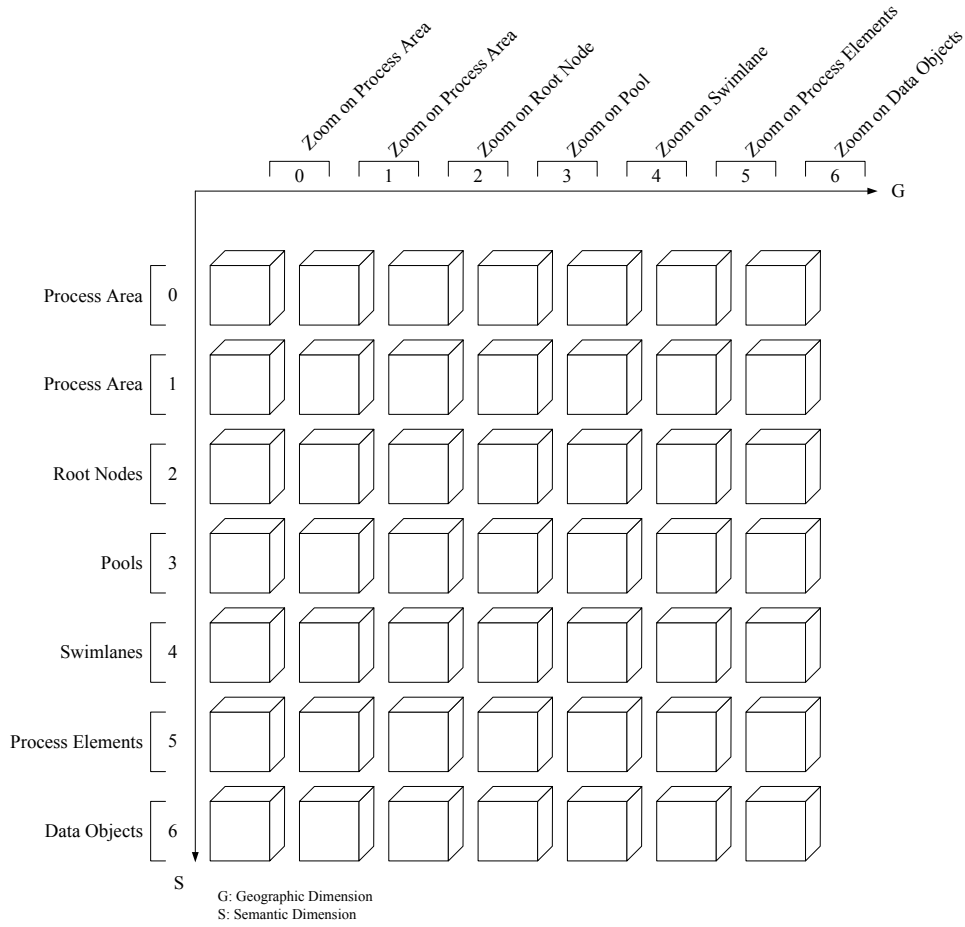 Zoom on Process Area
Zoom on Process Area
Zoom on Root Node
Zoom on Pool
Zoom on Swimlane
Zoom on Process Elements
Zoom on Data Objects
0
1
2
3
4
5
6
G
Process Area 0
Process Area 1
Root Nodes 2
Pools 3
Swimlanes 4
Process Elements 5
Data Objects 6
S
G: Geographic Dimension
S: Semantic Dimension